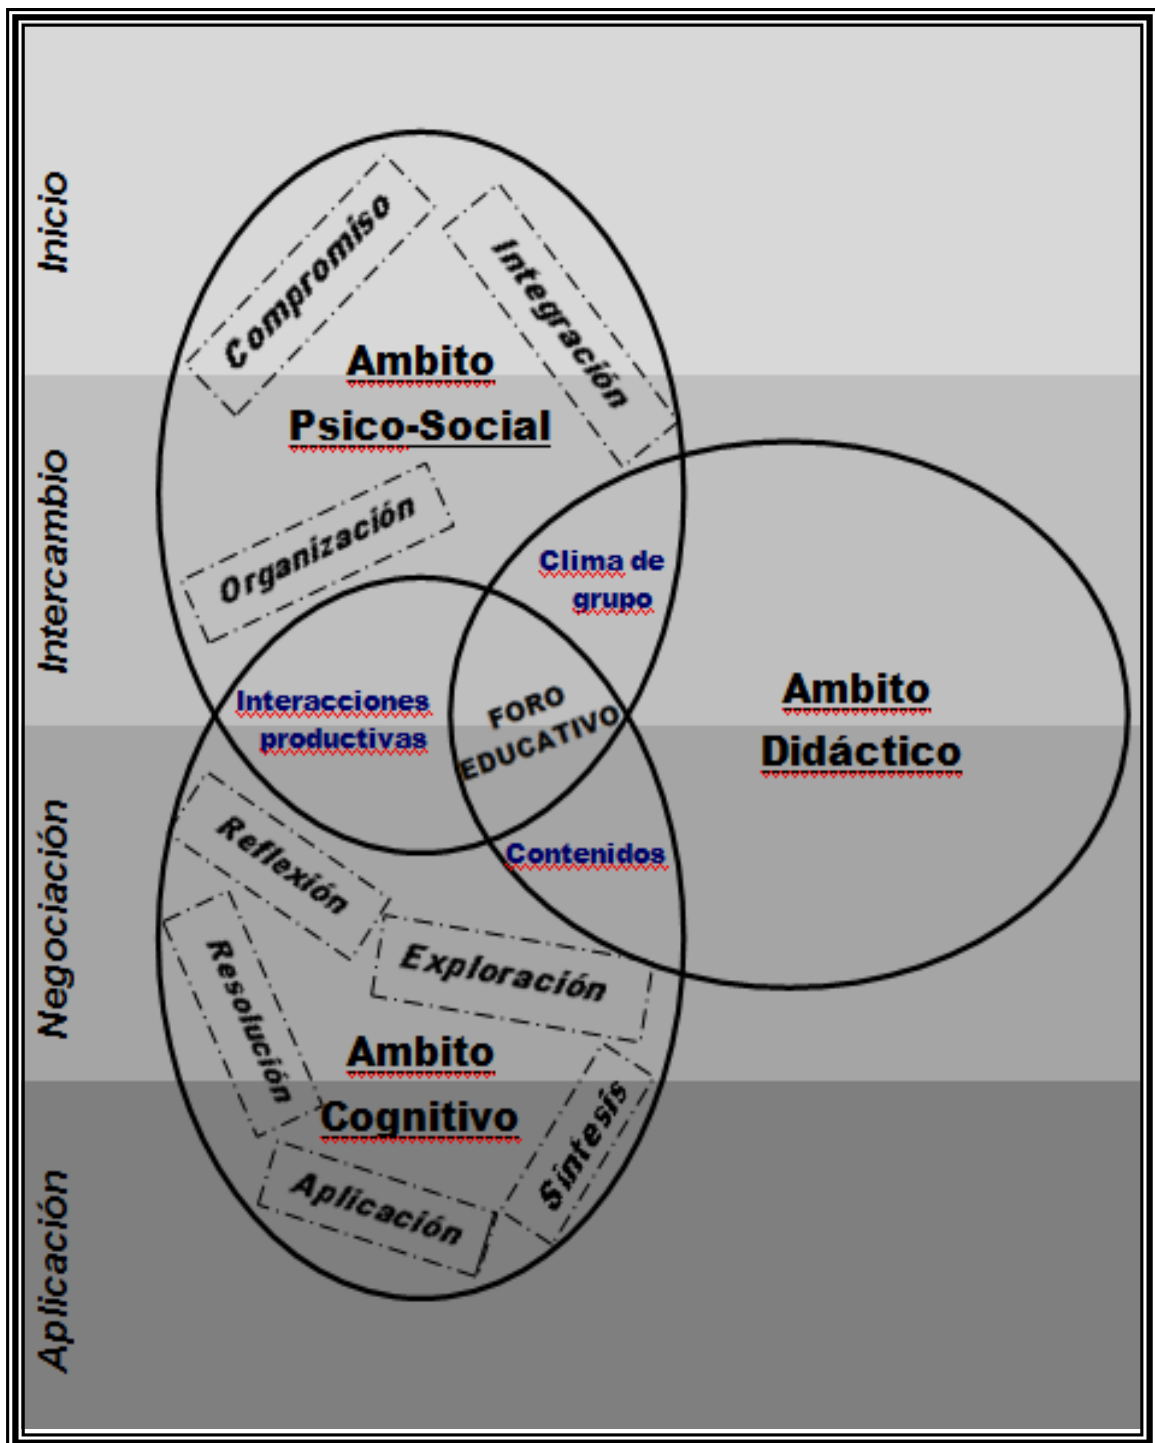 Inicio
Compromiso
Integración
Ambito
Psico-Social
Intercambio
Organización
Clima de
grupo
Interacciones
productivas
FORO
EDUCATIVO
Ambito
Didáctico
Negociación
Contenidos
Reflexión
Resolución
Exploración
Ambito
Cognitivo
Síntesís
Aplicación
Aplicación